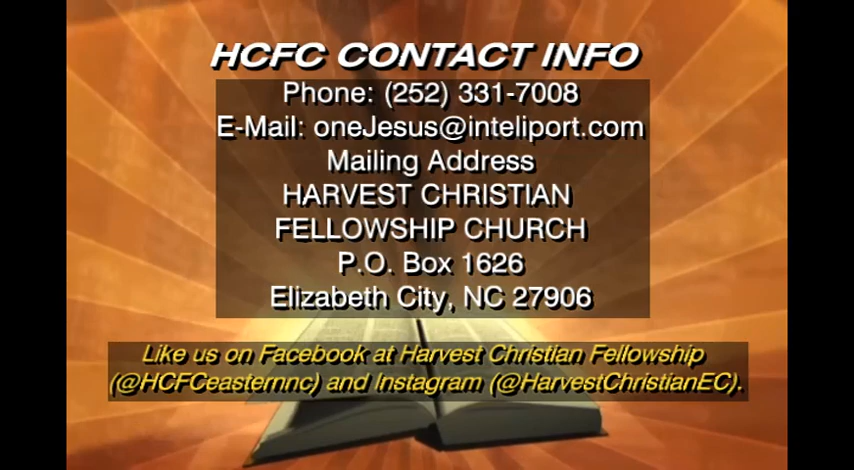 HCFC CONTACT INFO
Phone: (252) 331-7008
E-Mail: oneJesus@inteliport.com
Mailing Address
HARVEST CHRISTIAN
FELLOWSHIP CHURCH
P.O. Box 1626
Elizabeth City, NC 27906
Like us on Facebook at Harvest Christian Fellowship
(@HCFCeasternnc) and Instagram (@HarvestChristianEC).